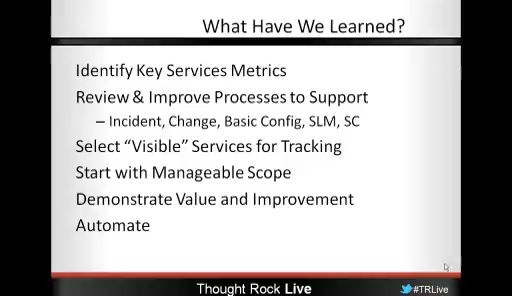 What Have We Learned?
Identify Key Services Metrics
Review & Improve Processes to Support
– Incident, Change, Basic Config, SLM, SC
Select “Visible” Services for Tracking
Start with Manageable Scope
Demonstrate Value and Improvement
Automate
Thought Rock Live
#TRLive